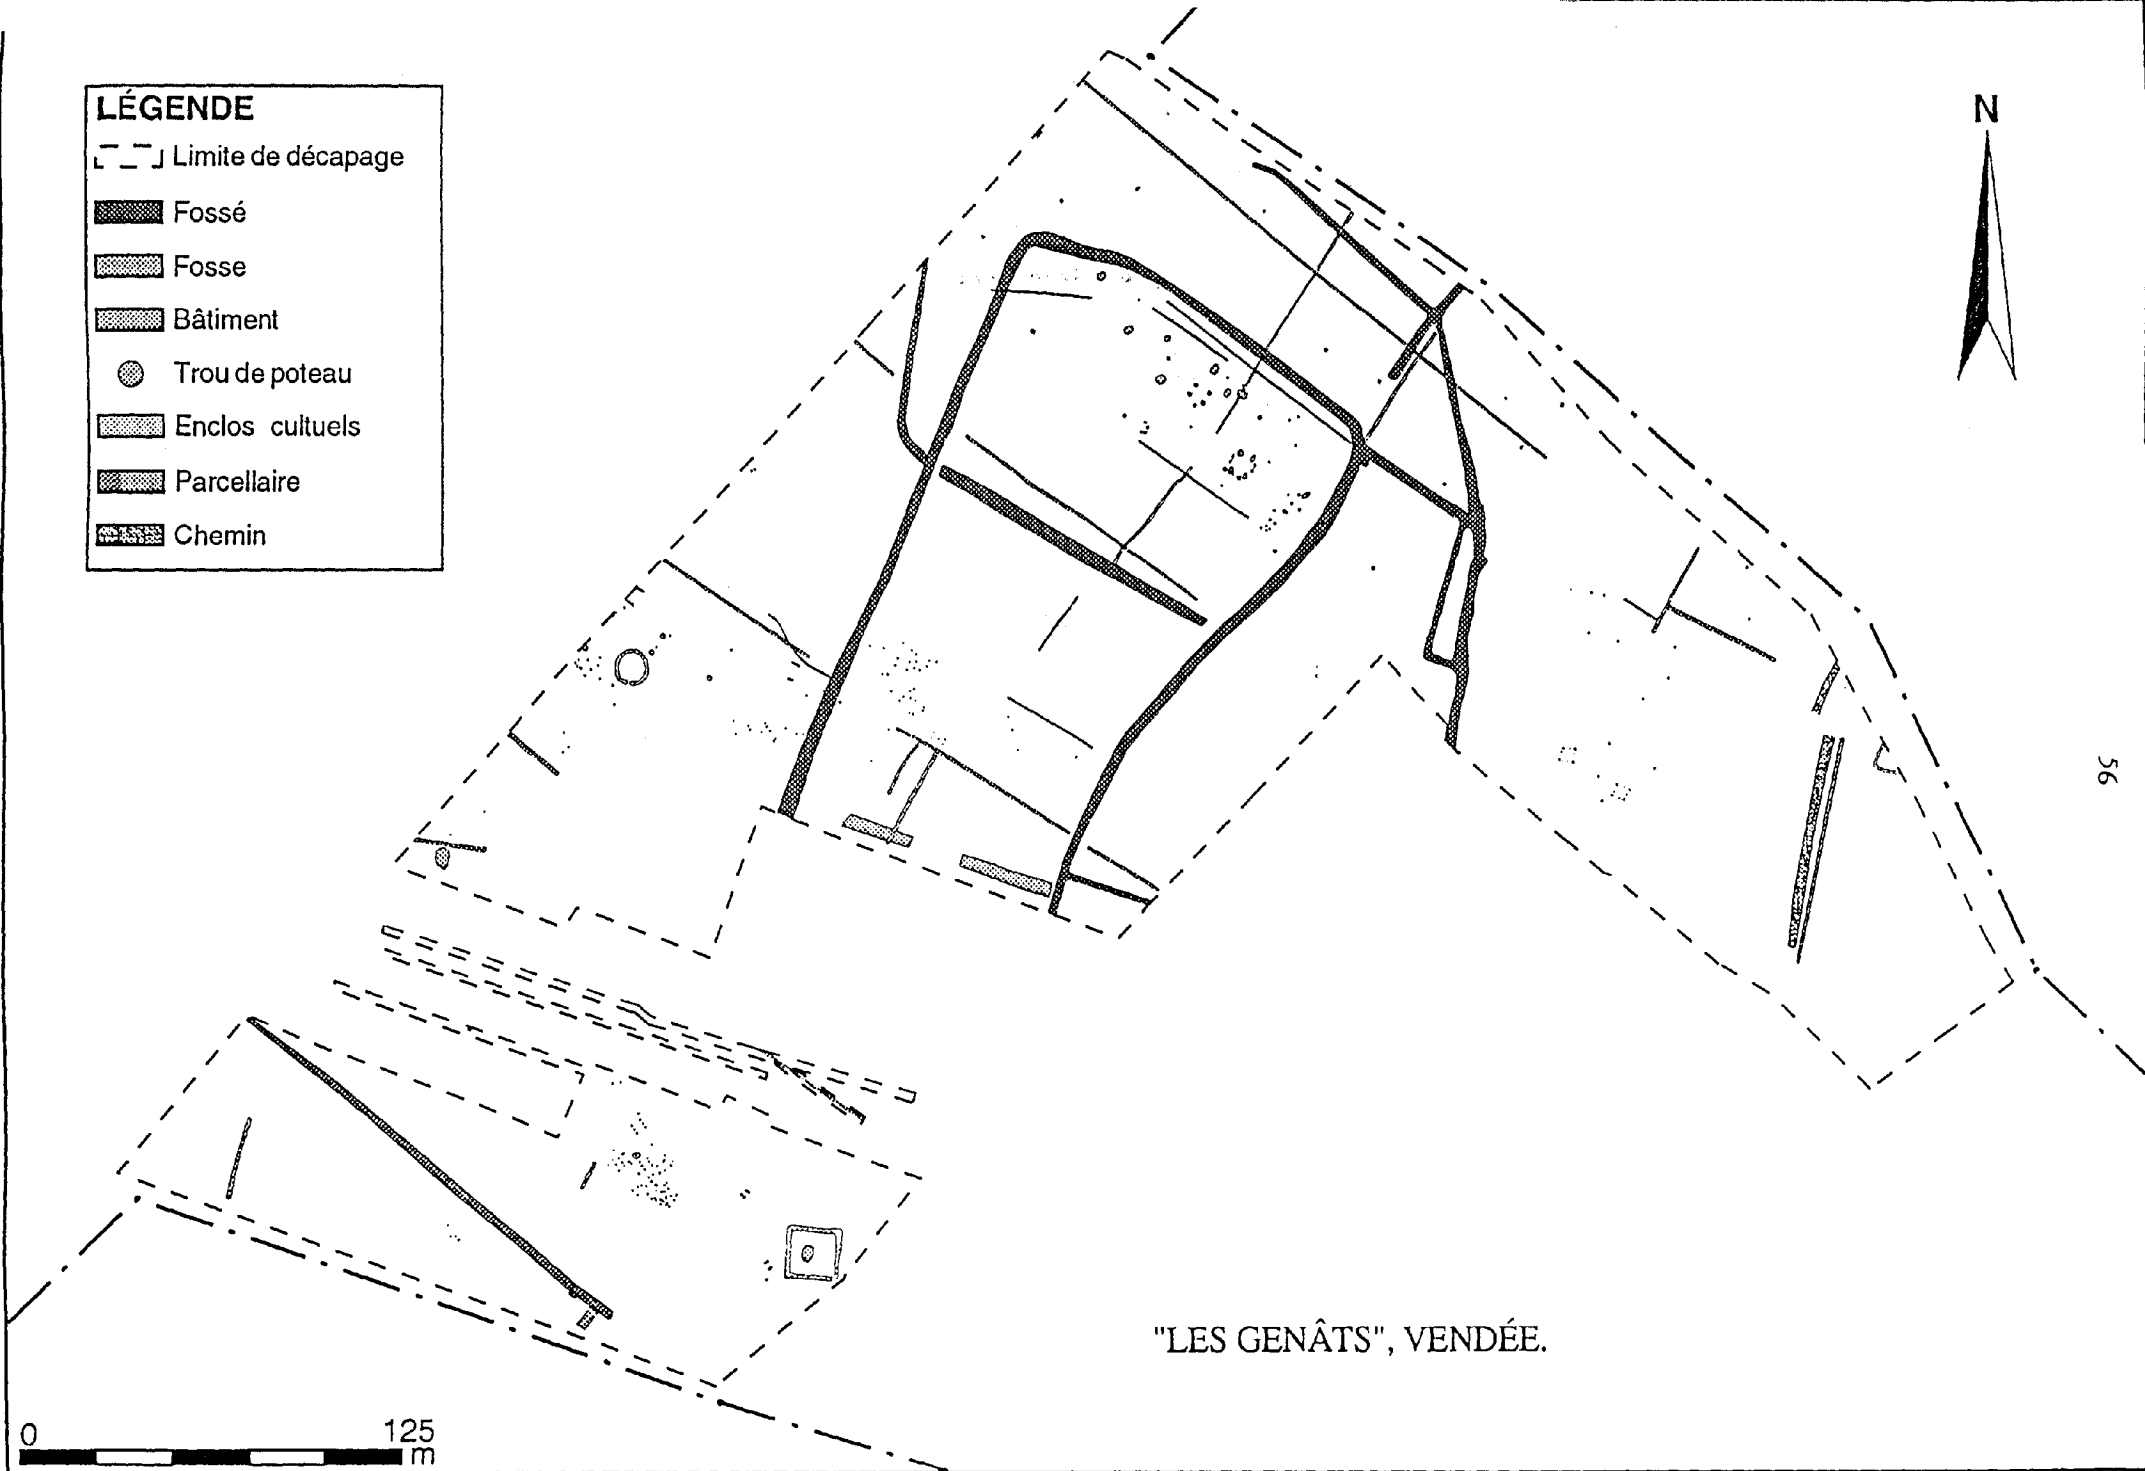 LÉGENDE
Limite de décapage
Fossé
Fosse
Bâtiment
Trou de poteau
Enclos cultuels
Parcellaire
Chemin
N
56
"LES GENÂTS", VENDÉE.
0 125
m